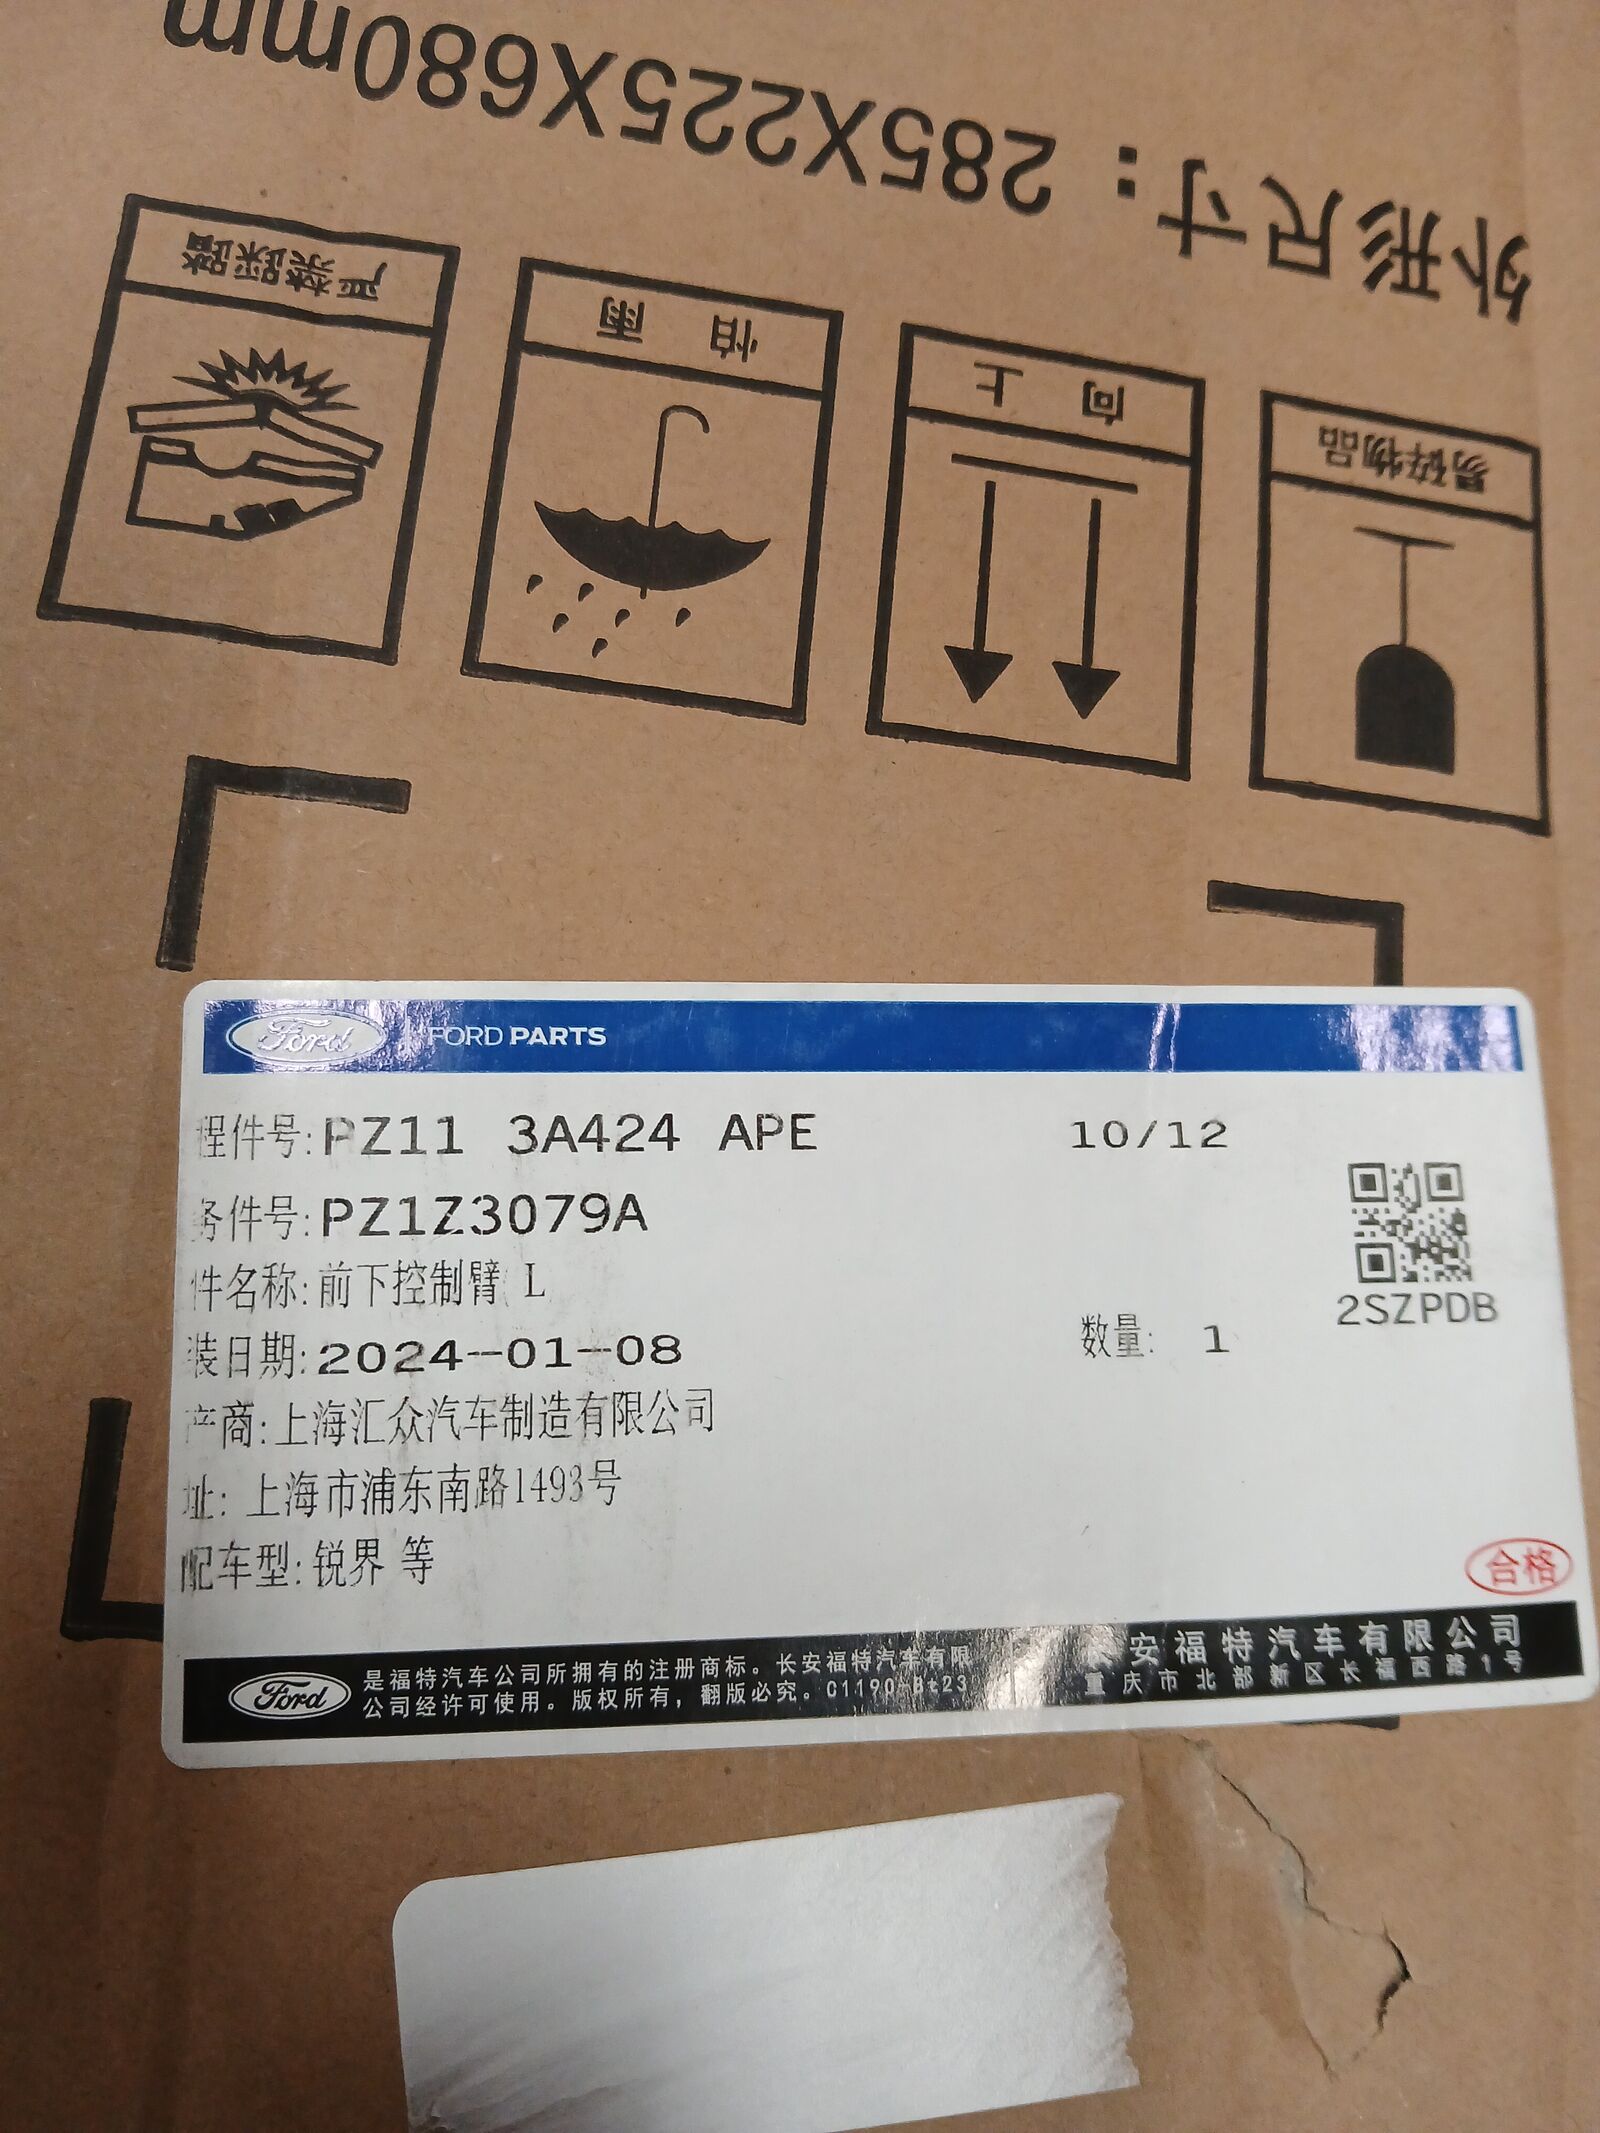 外形尺寸：285X225X680mm
易碎物品
向上
怕雨
严禁踩踏
Ford FORD PARTS
程件号:PZ11 3A424 APE 10/12
务件号:PZ1Z3079A
件名称:前下控制臂 L
2SZPDB
装日期:2024-01-08 数量: 1
产商:上海汇众汽车制造有限公司
址: 上海市浦东南路1493号
配车型:锐界 等
合格
Ford 是福特汽车公司所拥有的注册商标。长安福特汽车有限
公司经许可使用。版权所有，翻版必究。C1190-Bt23
长安福特汽车有限公司
重庆市北部新区长福西路1号